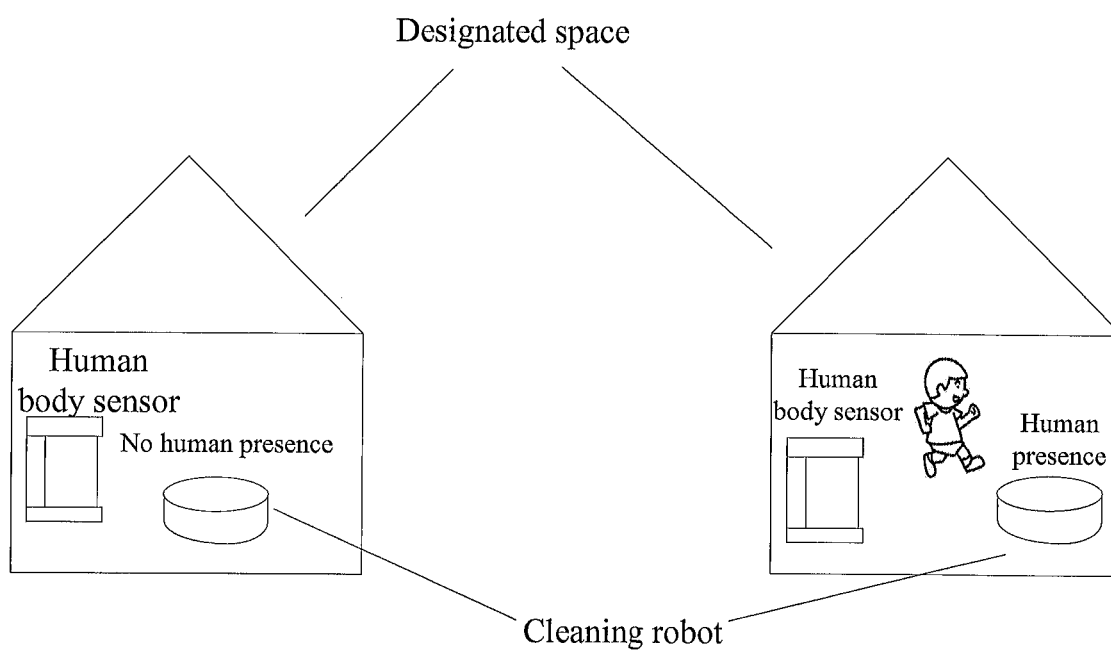 Designated space
Human
body sensor
No human presence
Human
body sensor
Human
presence
Cleaning robot